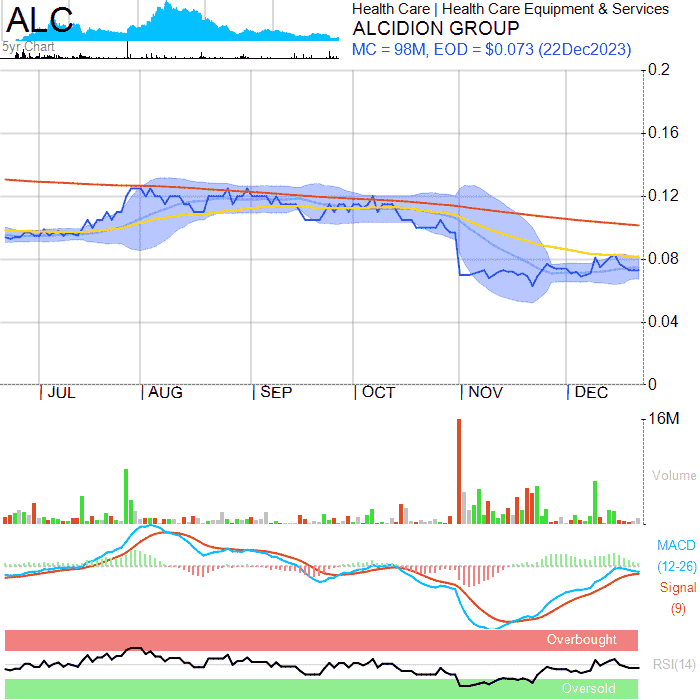 ALC
5yr Chart
Health Care | Health Care Equipment & Services
ALCIDION GROUP
MC = 98M, EOD = $0.073 (22Dec2023)
0.2
0.16
0.12
0.08
0.04
0
JUL AUG SEP OCT NOV DEC
16M
Volume
MACD
(12-26)
Signal
(9)
Overbought
RSI(14)
Oversold